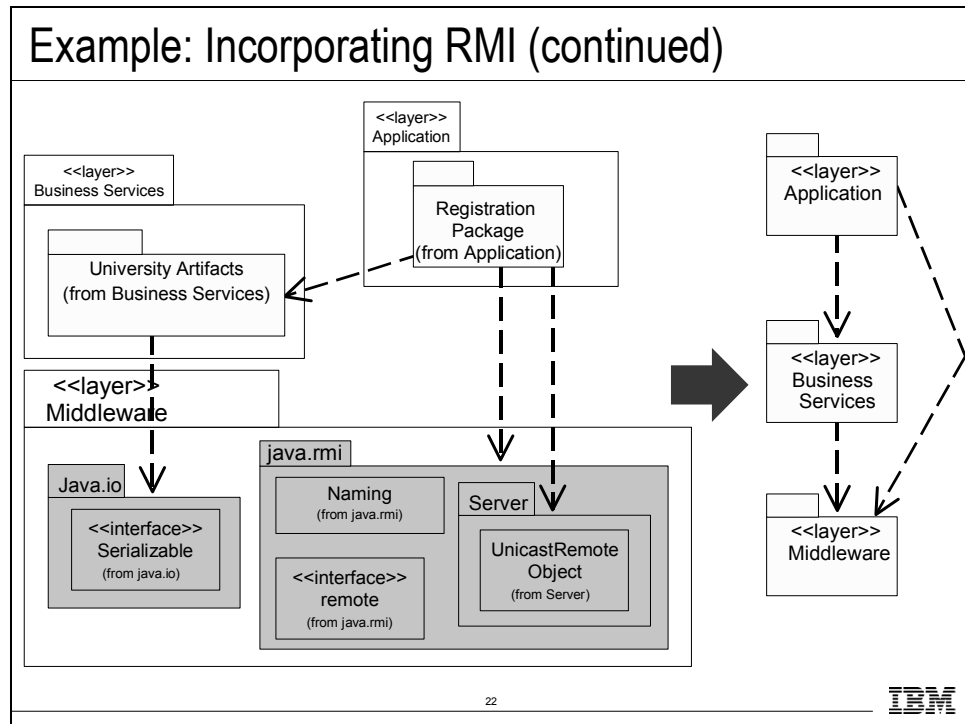 Example: Incorporating RMI (continued)
<<layer>>
Application
<<layer>>
Business Services
Registration
Package
(from Application)
University Artifacts
(from Business Services)
<<layer>>
Middleware
Java.io
<<interface>>
Serializable
(from java.io)
java.rmi
Naming
(from java.rmi)
<<interface>>
remote
(from java.rmi)
Server
UnicastRemote
Object
(from Server)
<<layer>>
Application
<<layer>>
Business
Services
<<layer>>
Middleware
22
IBM